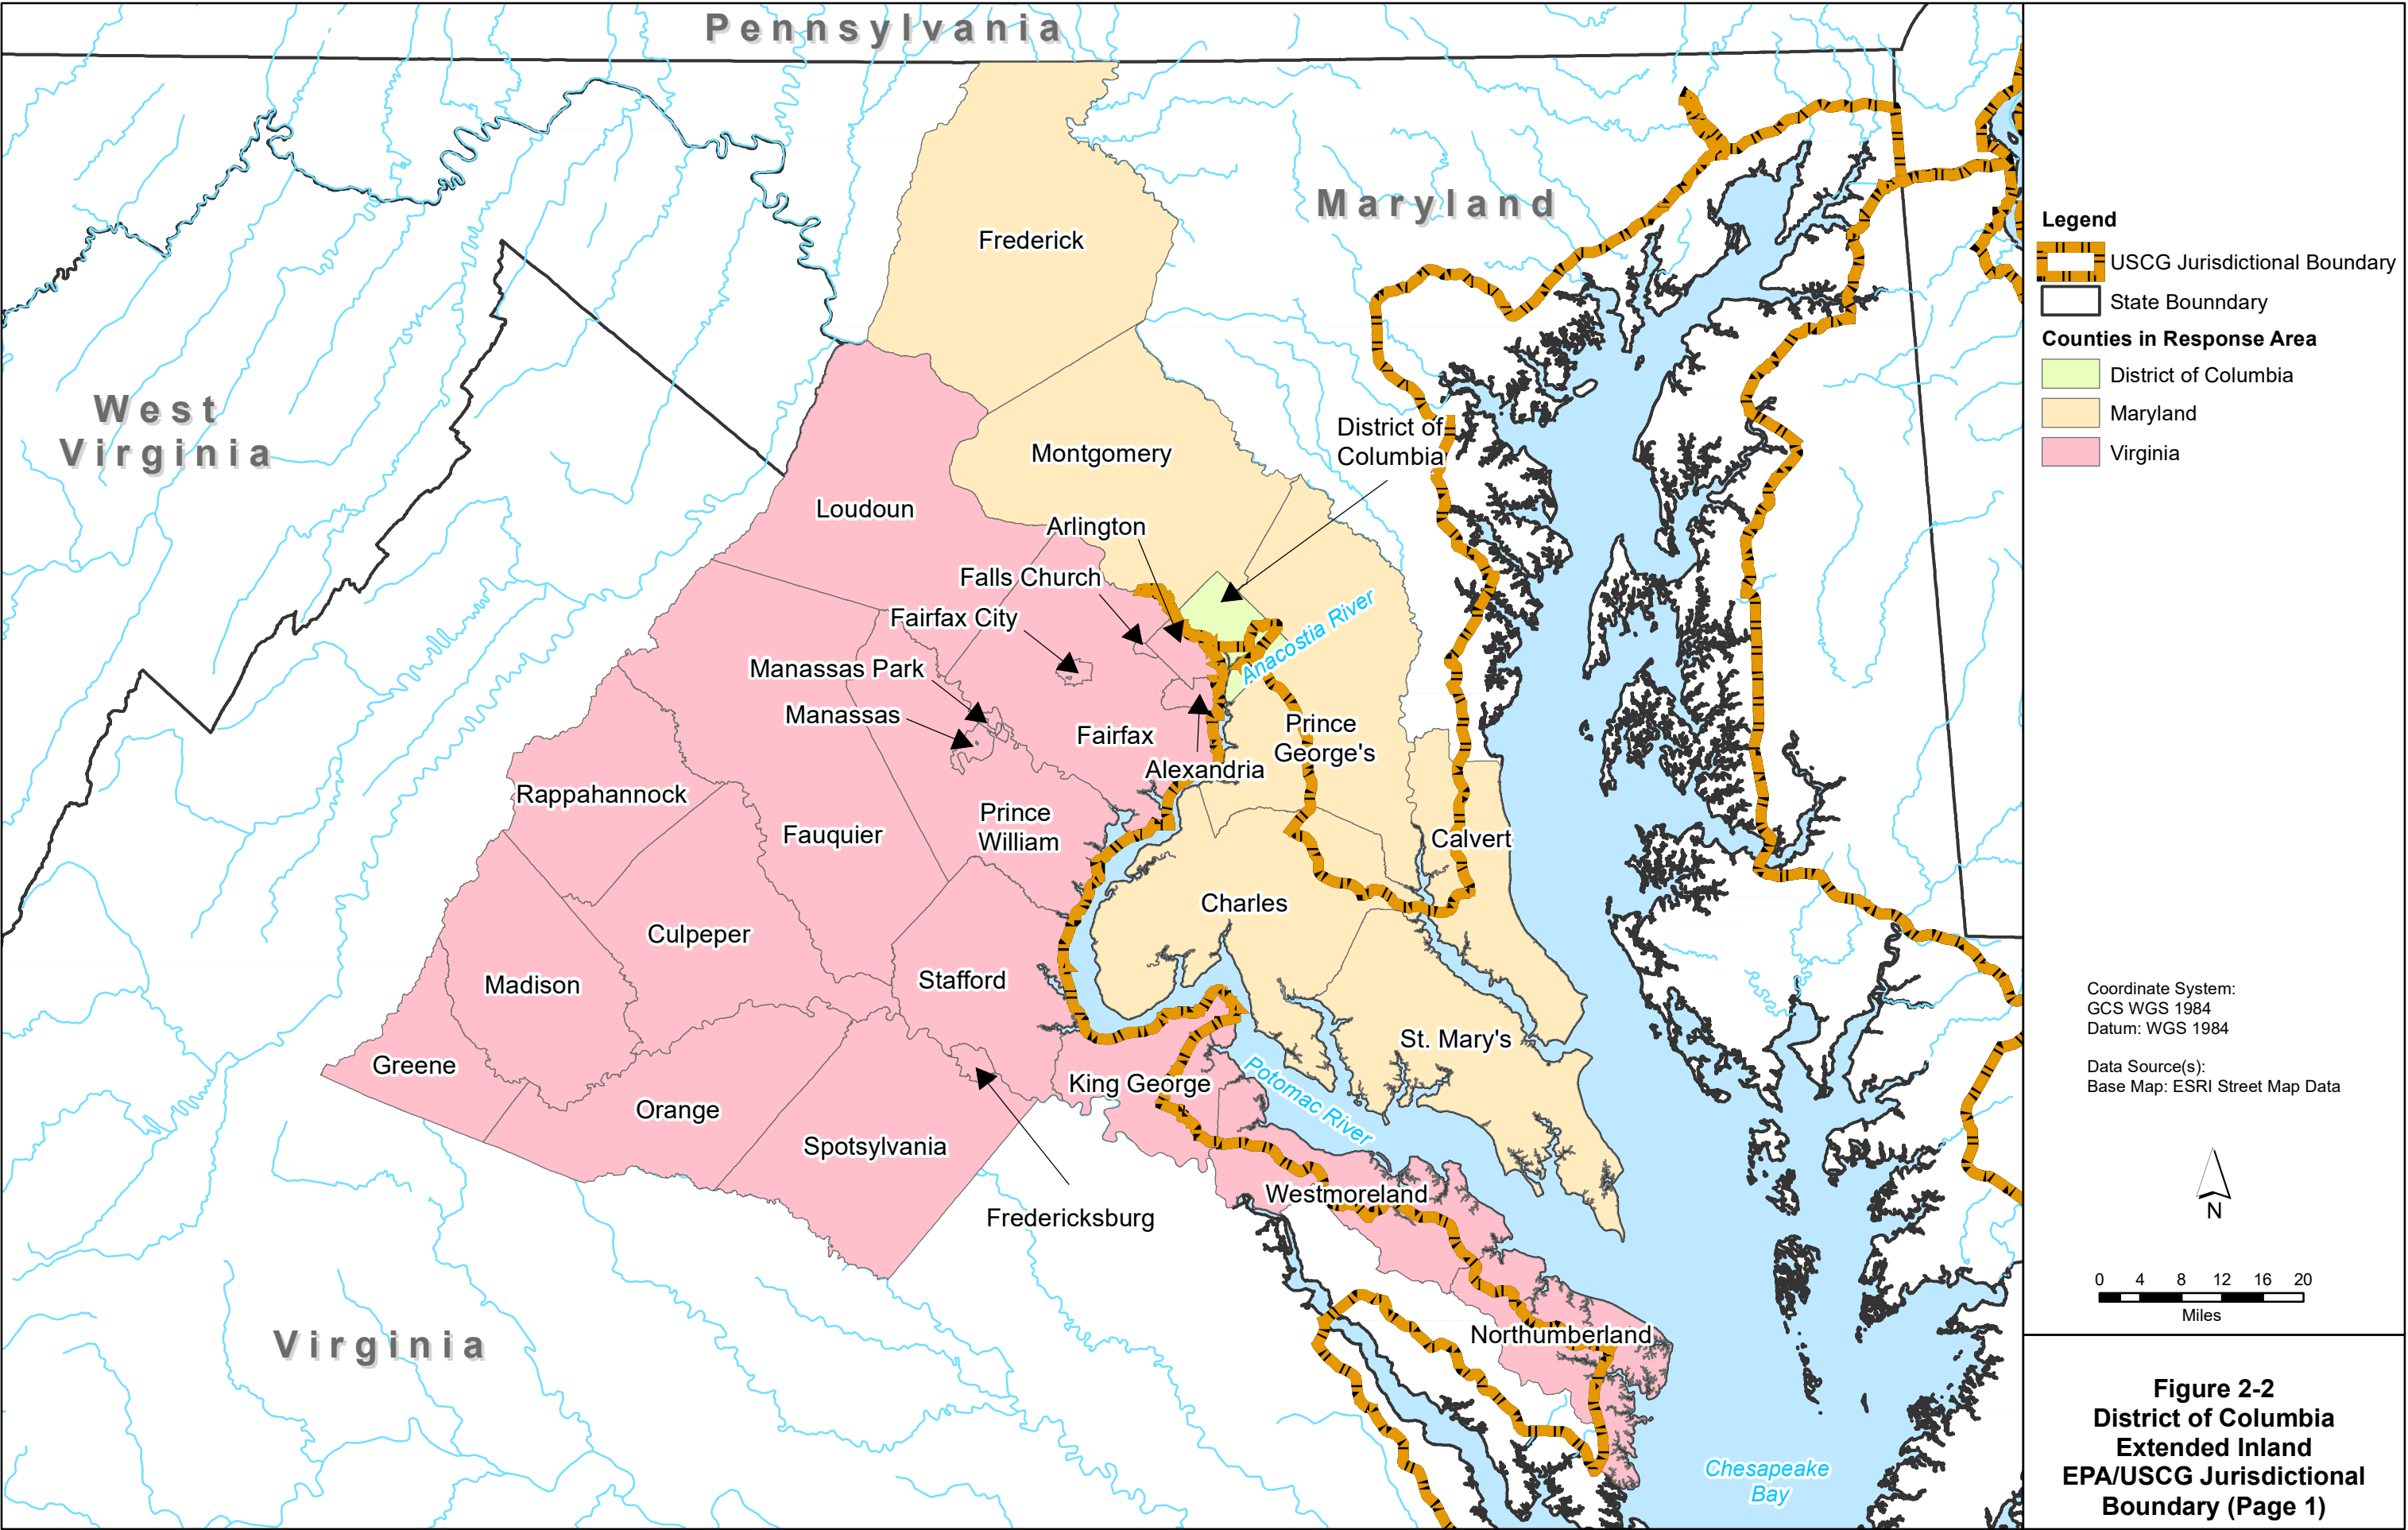 Pennsylvania
Maryland
Frederick
West
Virginia
Montgomery
District of
Columbia
Loudoun
Arlington
Falls Church
Fairfax City
Anacostia River
Manassas Park
Manassas
Fairfax
Prince
George's
Alexandria
Rappahannock
Prince
William
Fauquier
Calvert
Charles
Culpeper
Madison
Stafford
St. Mary's
Greene
King George
Potomac River
Orange
Spotsylvania
Westmoreland
Fredericksburg
Virginia
Northumberland
Chesapeake
Bay
Legend
USCG Jurisdictional Boundary
State Bounndary
Counties in Response Area
District of Columbia
Maryland
Virginia
Coordinate System:
GCS WGS 1984
Datum: WGS 1984
Data Source(s):
Base Map: ESRI Street Map Data
N
0 4 8 12 16 20
Miles
Figure 2-2
District of Columbia
Extended Inland
EPA/USCG Jurisdictional
Boundary (Page 1)